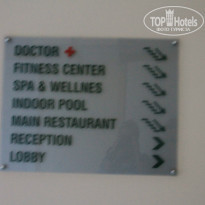 TOP Hotels
DOCTOR +
FITNESS CENTER
SPA & WELLNES
INDOOR POOL
MAIN RESTAURANT
RECEPTION
LOBBY